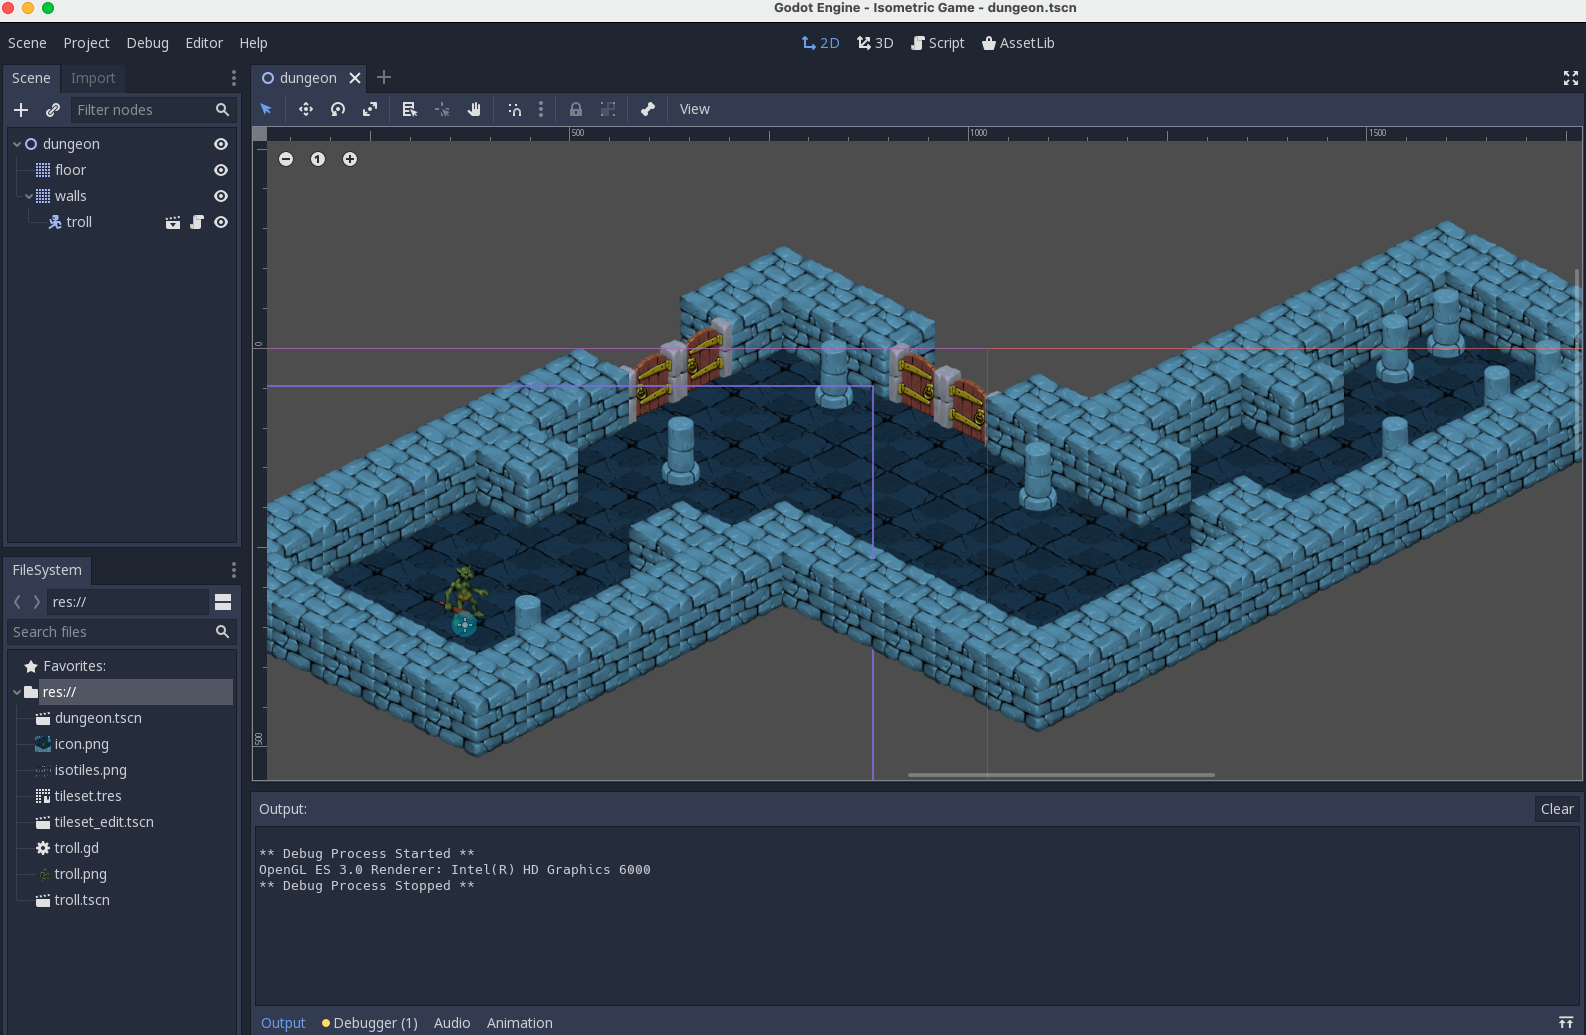 Godot Engine - Isometric Game - dungeon.tscn
Scene Project Debug Editor Help 2D 3D Script AssetLib
Scene Import
dungeon
Filter nodes
View
500 1000 1500
dungeon
1
floor
walls
troll
0
500
FileSystem
res://
Search files
Favorites:
res://
dungeon.tscn
icon.png
isotiles.png
tileset.tres
tileset_edit.tscn
troll.gd
troll.png
troll.tscn
Output: Clear
** Debug Process Started **
OpenGL ES 3.0 Renderer: Intel(R) HD Graphics 6000
** Debug Process Stopped **
Output Debugger (1) Audio Animation